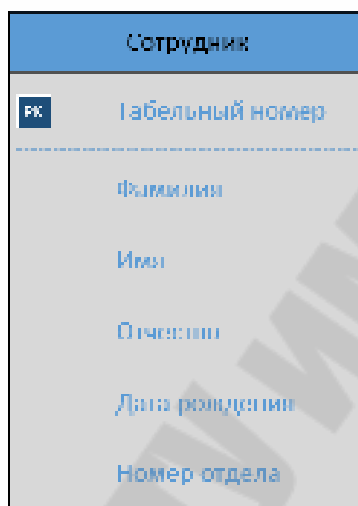 Сотрудник
PK Табельный номер
Фамилия
Имя
Отчество
Дата рождения
Номер отдела